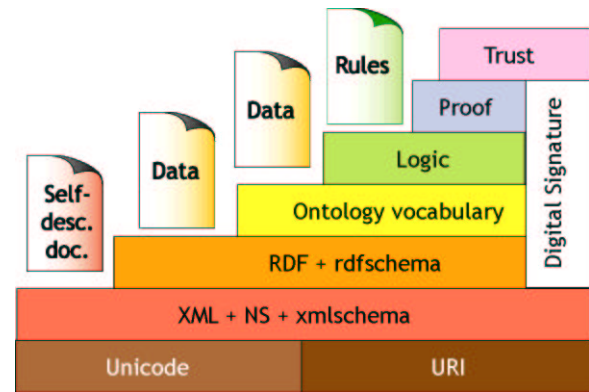 Trust
Rules
Proof
Data
Logic
Data
Self-
desc.
doc.
Ontology vocabulary
Digital Signature
RDF + rdfschema
XML + NS + xmlschema
Unicode
URI